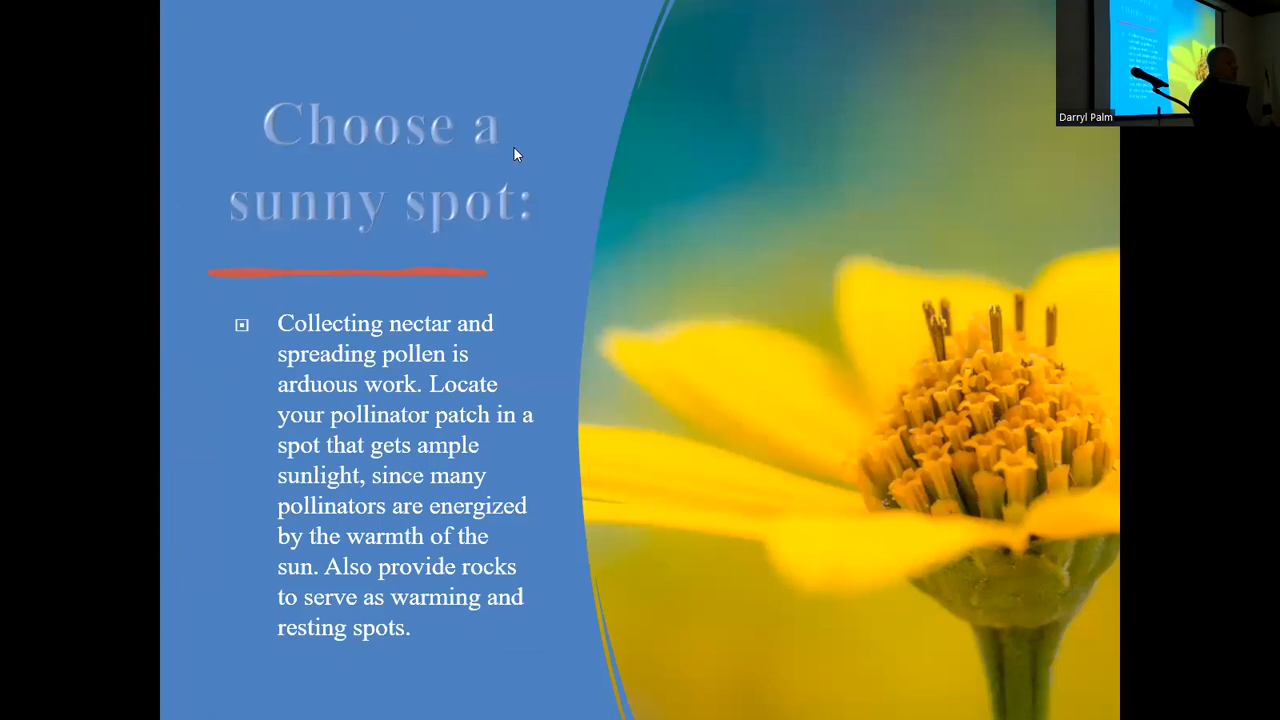 Choose a
sunny spot:
Collecting nectar and
spreading pollen is
arduous work. Locate
your pollinator patch in a
spot that gets ample
sunlight, since many
pollinators are energized
by the warmth of the
sun. Also provide rocks
to serve as warming and
resting spots.
Darryl Palm